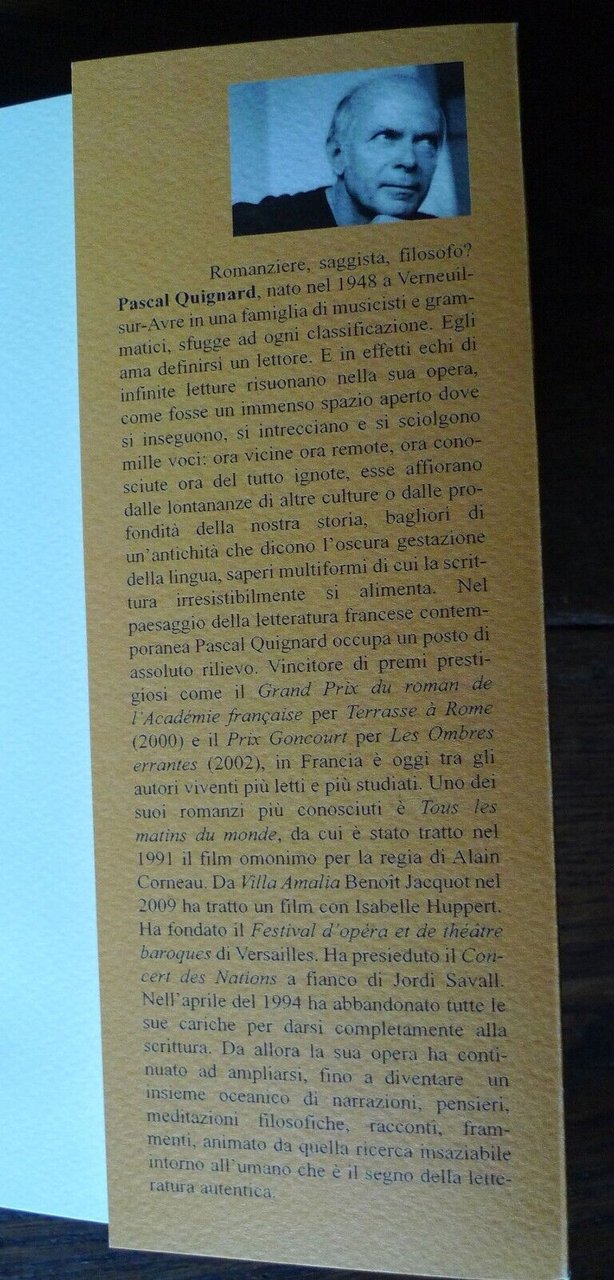 Romanziere, saggista, filosofo?
Pascal Quignard, nato nel 1948 a Verneuil-
sur-Avre in una famiglia di musicisti e gram-
matici, sfugge ad ogni classificazione. Egli
ama definirsi un lettore. E in effetti echi di
infinite letture risuonano nella sua opera,
come fosse un immenso spazio aperto dove
si inseguono, si intrecciano e si sciolgono
mille voci: ora vicine ora remote, ora cono-
sciute ora del tutto ignote, esse affiorano
dalle lontananze di altre culture o dalle pro-
fondità della nostra storia, bagliori di
un'antichità che dicono l'oscura gestazione
della lingua, saperi multiformi di cui la scrit-
tura irresistibilmente si alimenta. Nel
paesaggio della letteratura francese contem-
poranea Pascal Quignard occupa un posto di
assoluto rilievo. Vincitore di premi presti-
giosi come il Grand Prix du roman de
l'Académie française per Terrasse à Rome
(2000) e il Prix Goncourt per Les Ombres
errantes (2002), in Francia è oggi tra gli
autori viventi più letti e più studiati. Uno dei
suoi romanzi più conosciuti è Tous les
matins du monde, da cui è stato tratto nel
1991 il film omonimo per la regia di Alain
Corneau. Da Villa Amalia Benoît Jacquot nel
2009 ha tratto un film con Isabelle Huppert.
Ha fondato il Festival d'opéra et de théâtre
baroques di Versailles. Ha presieduto il Con-
cert des Nations a fianco di Jordi Savall.
Nell'aprile del 1994 ha abbandonato tutte le
sue cariche per darsi completamente alla
scrittura. Da allora la sua opera ha conti-
nuato ad ampliarsi, fino a diventare un
insieme oceanico di narrazioni, pensieri,
meditazioni filosofiche, racconti, fram-
menti, animato da quella ricerca insaziabile
intorno all'umano che è il segno della lette-
ratura autentica.